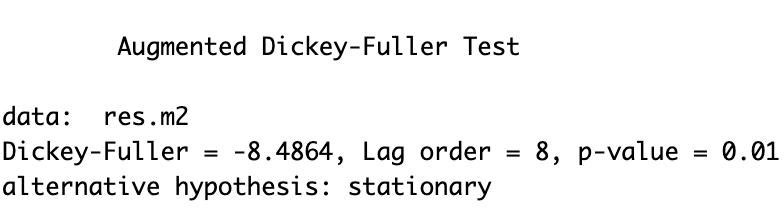 Augmented Dickey-Fuller Test
data:  res.m2
Dickey-Fuller = -8.4864, Lag order = 8, p-value = 0.01
alternative hypothesis: stationary